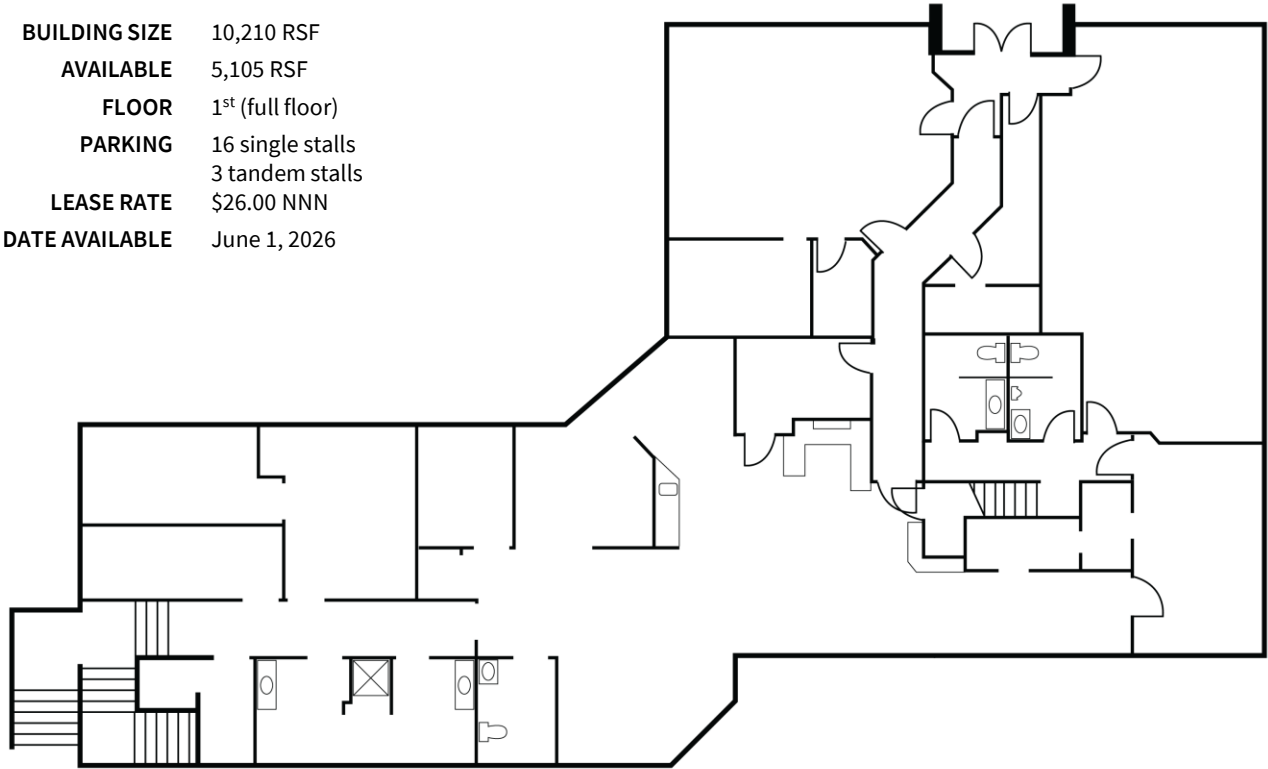 BUILDING SIZE 10,210 RSF
AVAILABLE 5,105 RSF
FLOOR 1st (full floor)
PARKING 16 single stalls
3 tandem stalls
LEASE RATE $26.00 NNN
DATE AVAILABLE June 1, 2026